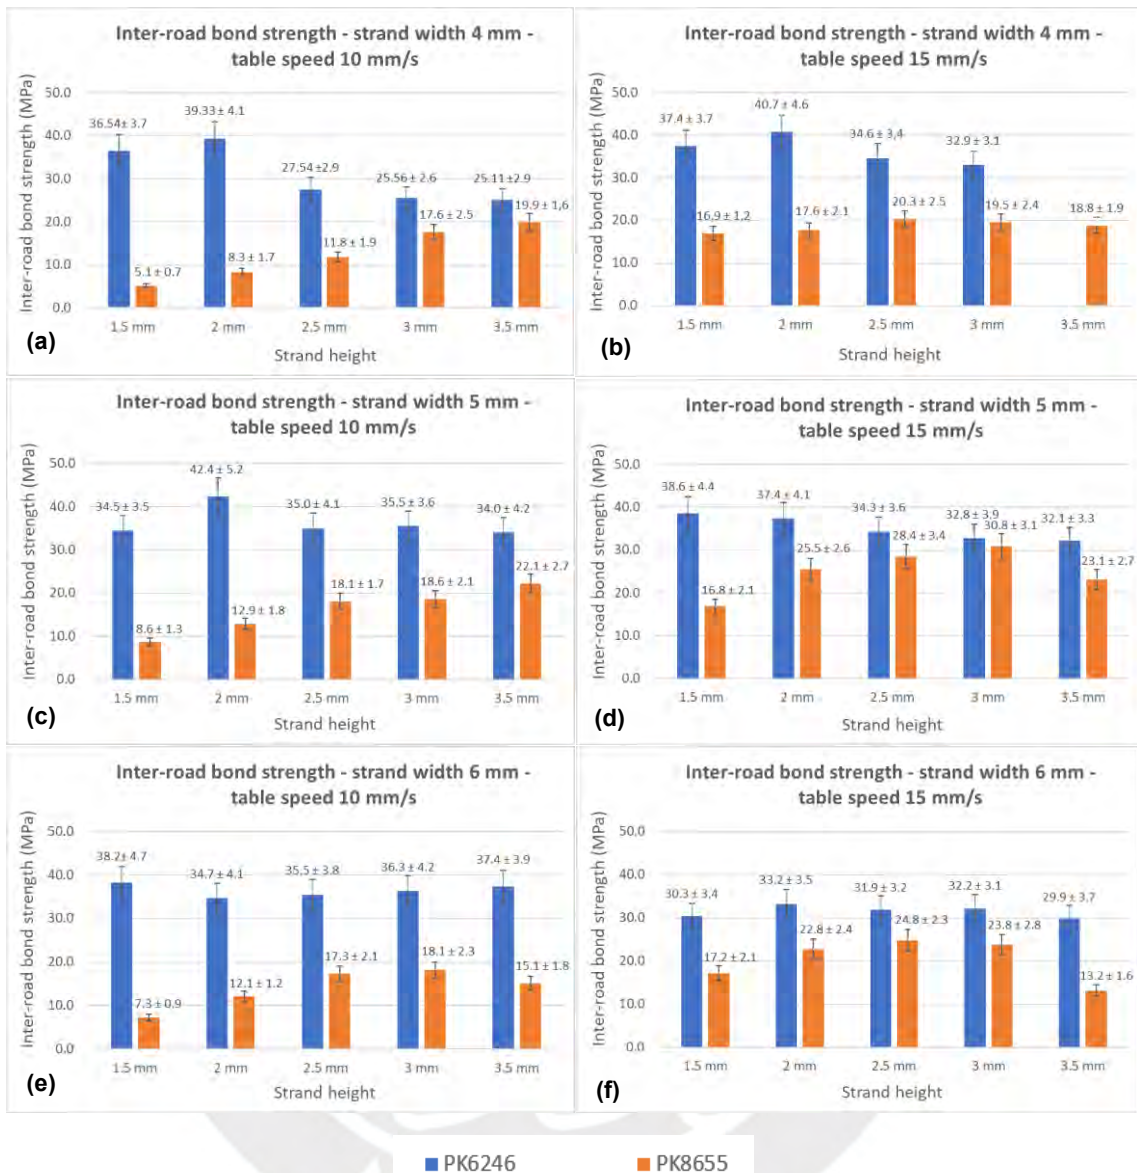 Inter-road bond strength - strand width 4 mm -
table speed 10 mm/s
Inter-road bond strength (MPa)
50.0
40.0
30.0
20.0
10.0
0.0
36.54± 3.7
39.33± 4.1
27.54 ±2.9
25.56± 2.6
25.11±2.9
5.1± 0.7
8.3± 1.7
11.8± 1.9
17.6± 2.5
19.9± 1,6
1.5 mm
2 mm
2.5 mm
3 mm
3.5 mm
Strand height
(a)
Inter-road bond strength - strand width 4 mm -
table speed 15 mm/s
Inter-road bond strength (MPa)
50.0
40.0
30.0
20.0
10.0
0.0
37.4± 3.7
40.7± 4.6
34.6± 3,4
32.9± 3.1
16,9± 1,2
17.6± 2.1
20.3± 2.5
19.5± 2.4
18.8± 1.9
1.5 mm
2 mm
2.5 mm
3 mm
3.5 mm
Strand height
(b)
Inter-road bond strength - strand width 5 mm -
table speed 10 mm/s
Inter-road bond strength (MPa)
50.0
40.0
30.0
20.0
10.0
0.0
34.5± 3.5
42.4± 5.2
35.0± 4.1
35.5± 3.6
34.0± 4.2
8.6± 1.3
12.9± 1.8
18.1± 1.7
18.6± 2.1
22.1± 2.7
1.5 mm
2 mm
2.5 mm
3 mm
3.5 mm
Strand height
(c)
Inter-road bond strength - strand width 5 mm -
table speed 15 mm/s
Inter-road bond strength (MPa)
50.0
40.0
30.0
20.0
10.0
0.0
38.6± 4.4
37.4± 4.1
34.3± 3.6
32.8± 3.9
30.8± 3.1
32.1± 3.3
16.8± 2.1
25.5± 2.6
28.4± 3.4
23.1± 2.7
1.5 mm
2 mm
2.5 mm
3 mm
3.5 mm
Strand height
(d)
Inter-road bond strength - strand width 6 mm -
table speed 10 mm/s
Inter-road bond strength (MPa)
50.0
40.0
30.0
20.0
10.0
0.0
38.2± 4.7
34.7± 4.1
35.5± 3.8
36.3± 4.2
37.4± 3.9
7.3± 0.9
12.1± 1.2
17.3± 2.1
18.1± 2.3
15.1± 1.8
1.5 mm
2 mm
2.5 mm
3 mm
3.5 mm
Strand height
(e)
Inter-road bond strength - strand width 6 mm -
table speed 15 mm/s
Inter-road bond strength (MPa)
50.0
40.0
30.0
20.0
10.0
0.0
30.3± 3,4
33.2± 3.5
31.9± 3.2
32.2± 3.1
29.9± 3.7
17.2± 2.1
22.8± 2.4
24.8± 2.3
23.8± 2.8
13.2± 1.6
1.5 mm
2 mm
2.5 mm
3 mm
3.5 mm
Strand height
(f)
PK6246
PK8655